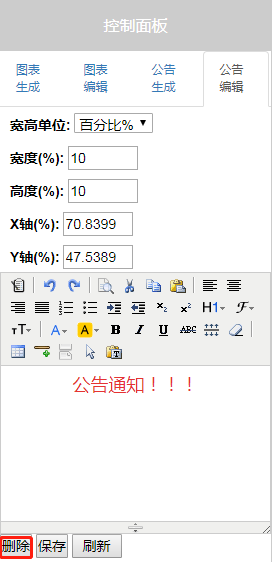 控制面板
图表生成 图表编辑 公告生成 公告编辑
宽高单位: 百分比%
宽度(%): 10
高度(%): 10
X轴(%): 70.8399
Y轴(%): 47.5389
H1 ℱ
тT A A B I U ABC
公告通知！！！
删除 保存 刷新